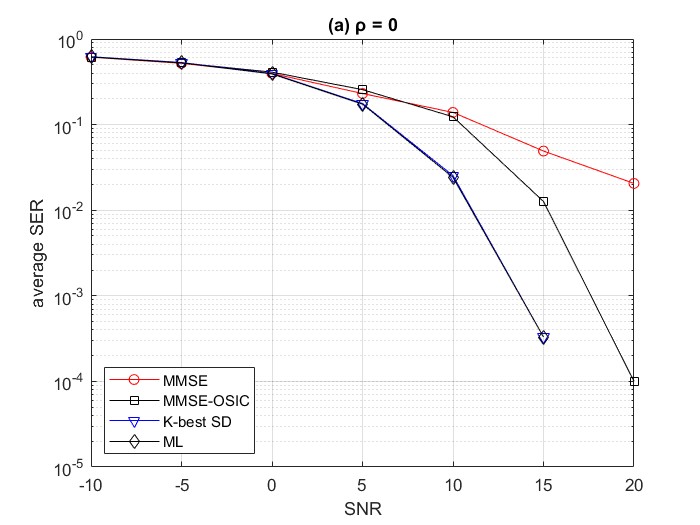 (a) ρ = 0
10^0
10^-1
10^-2
10^-3
10^-4
10^-5
average SER
MMSE
MMSE-OSIC
K-best SD
ML
-10 -5 0 5 10 15 20
SNR